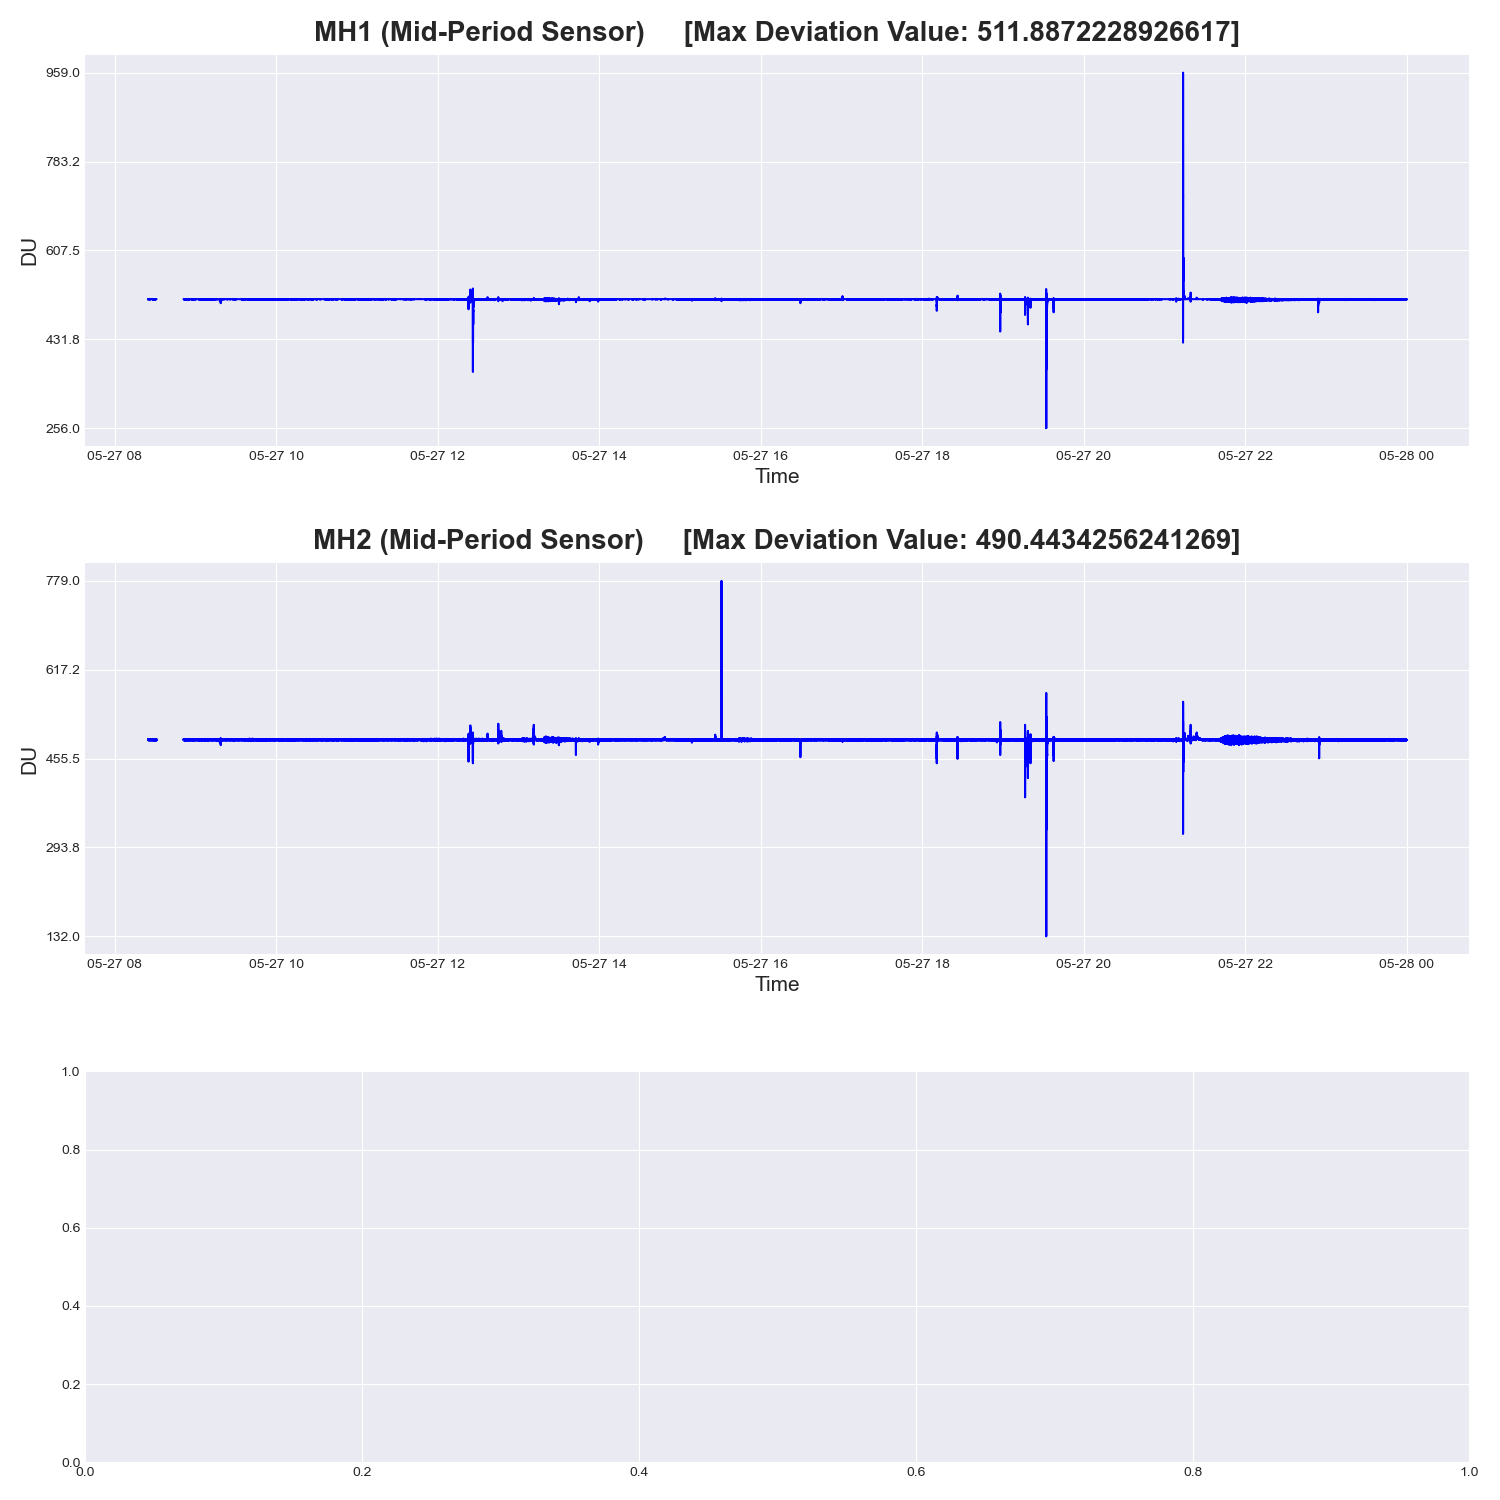 MH1 (Mid-Period Sensor) [Max Deviation Value: 511.8872228926617]
959.0
783.2
607.5
431.8
256.0
DU
05-27 08 05-27 10 05-27 12 05-27 14 05-27 16 05-27 18 05-27 20 05-27 22 05-28 00
Time
MH2 (Mid-Period Sensor) [Max Deviation Value: 490.4434256241269]
779.0
617.2
455.5
293.8
132.0
DU
05-27 08 05-27 10 05-27 12 05-27 14 05-27 16 05-27 18 05-27 20 05-27 22 05-28 00
Time
1.0
0.8
0.6
0.4
0.2
0.0
0.0 0.2 0.4 0.6 0.8 1.0